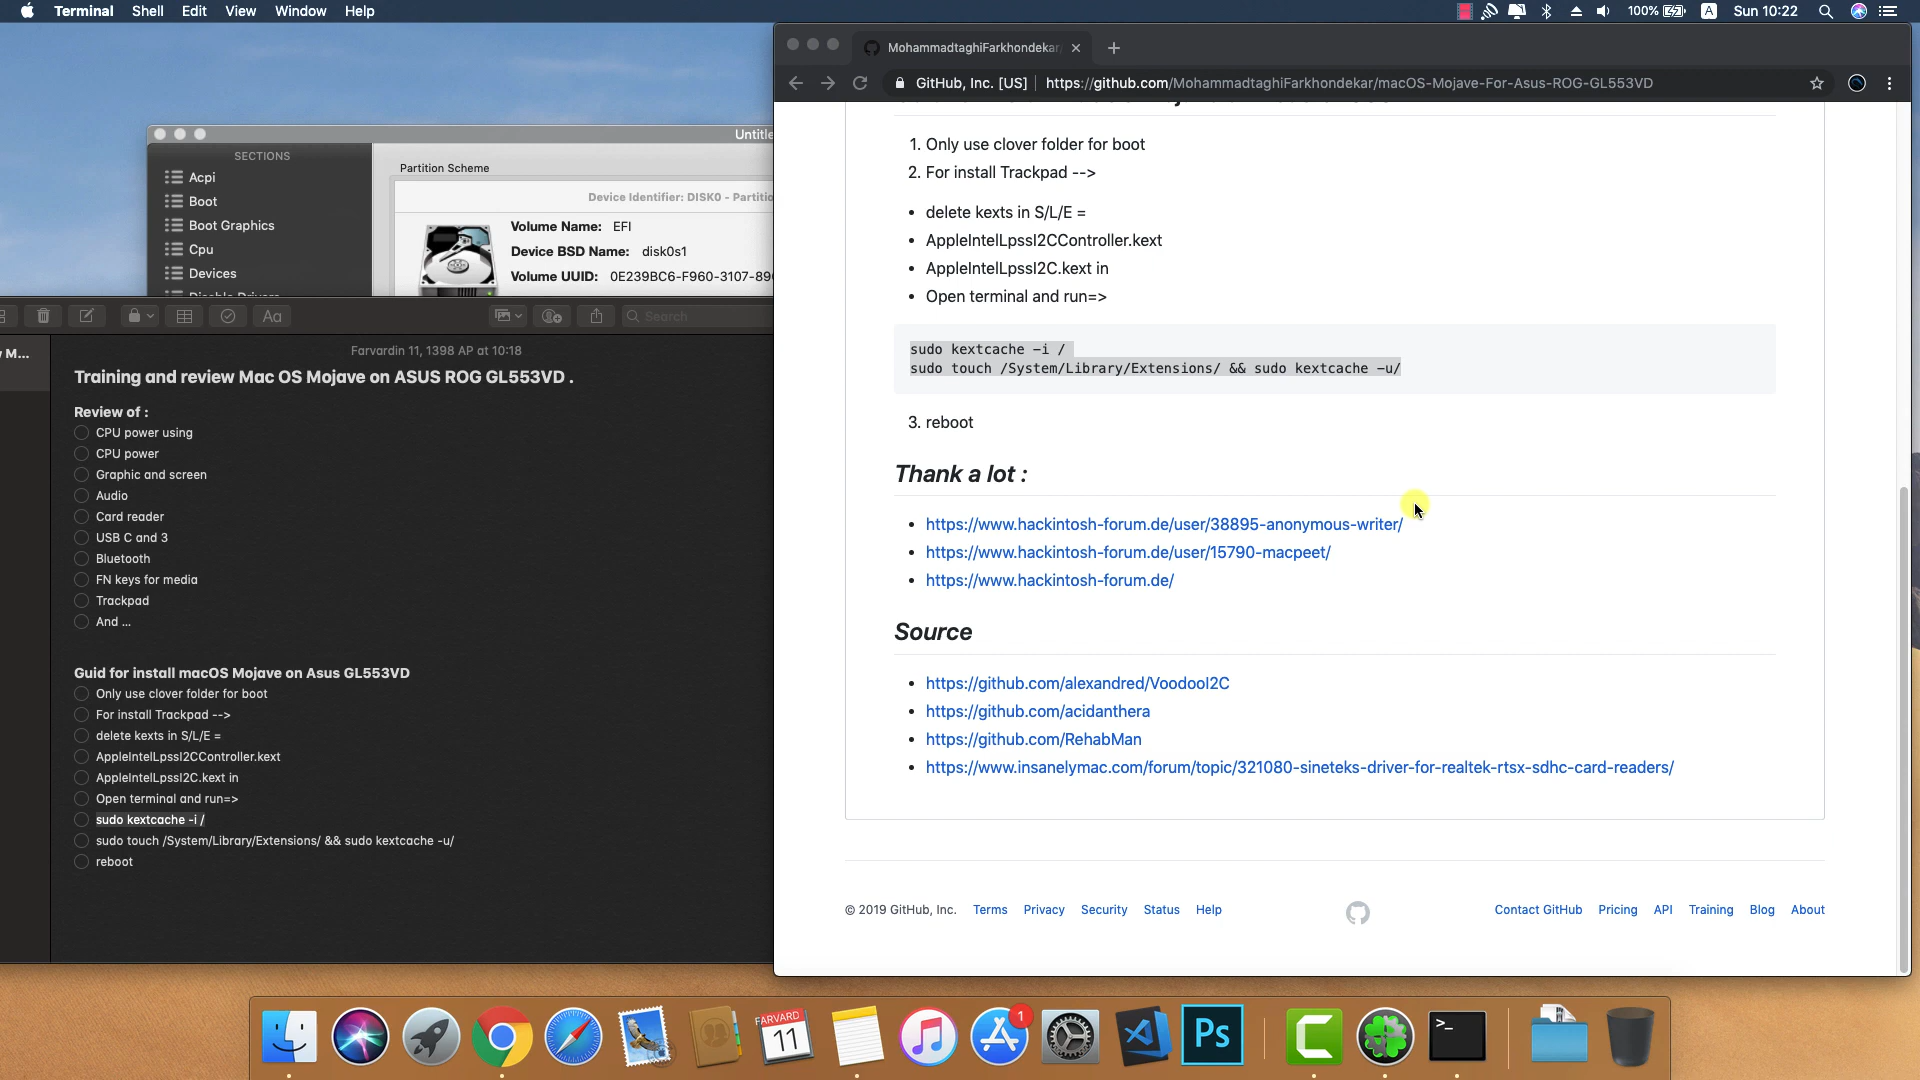 Terminal Shell Edit View Window Help
100% A Sun 10:22
MohammadtaghiFarkhondekar
GitHub, Inc. [US] https://github.com/MohammadtaghiFarkhondekar/macOS-Mojave-For-Asus-ROG-GL553VD
Untitle
SECTIONS
Acpi
Boot
Boot Graphics
Cpu
Devices
Partition Scheme
Device Identifier: DISK0 - Partitio
Volume Name: EFI
Device BSD Name: disk0s1
Volume UUID: 0E239BC6-F960-3107-89
Aa
Search
M...
Farvardin 11, 1398 AP at 10:18
Training and review Mac OS Mojave on ASUS ROG GL553VD .
Review of :
CPU power using
CPU power
Graphic and screen
Audio
Card reader
USB C and 3
Bluetooth
FN keys for media
Trackpad
And ...
Guid for install macOS Mojave on Asus GL553VD
Only use clover folder for boot
For install Trackpad -->
delete kexts in S/L/E =
AppleIntelLpssI2CController.kext
AppleIntelLpssI2C.kext in
Open terminal and run=>
sudo kextcache -i /
sudo touch /System/Library/Extensions/ && sudo kextcache -u/
reboot
1. Only use clover folder for boot
2. For install Trackpad -->
• delete kexts in S/L/E =
• AppleIntelLpssI2CController.kext
• AppleIntelLpssI2C.kext in
• Open terminal and run=>
sudo kextcache -i /
sudo touch /System/Library/Extensions/ && sudo kextcache -u/
3. reboot
Thank a lot :
• https://www.hackintosh-forum.de/user/38895-anonymous-writer/
• https://www.hackintosh-forum.de/user/15790-macpeet/
• https://www.hackintosh-forum.de/
Source
• https://github.com/alexandred/VoodooI2C
• https://github.com/acidanthera
• https://github.com/RehabMan
• https://www.insanelymac.com/forum/topic/321080-sineteks-driver-for-realtek-rtsx-sdhc-card-readers/
© 2019 GitHub, Inc. Terms Privacy Security Status Help
Contact GitHub Pricing API Training Blog About
FARVARD
11
1
Ps
C
>_